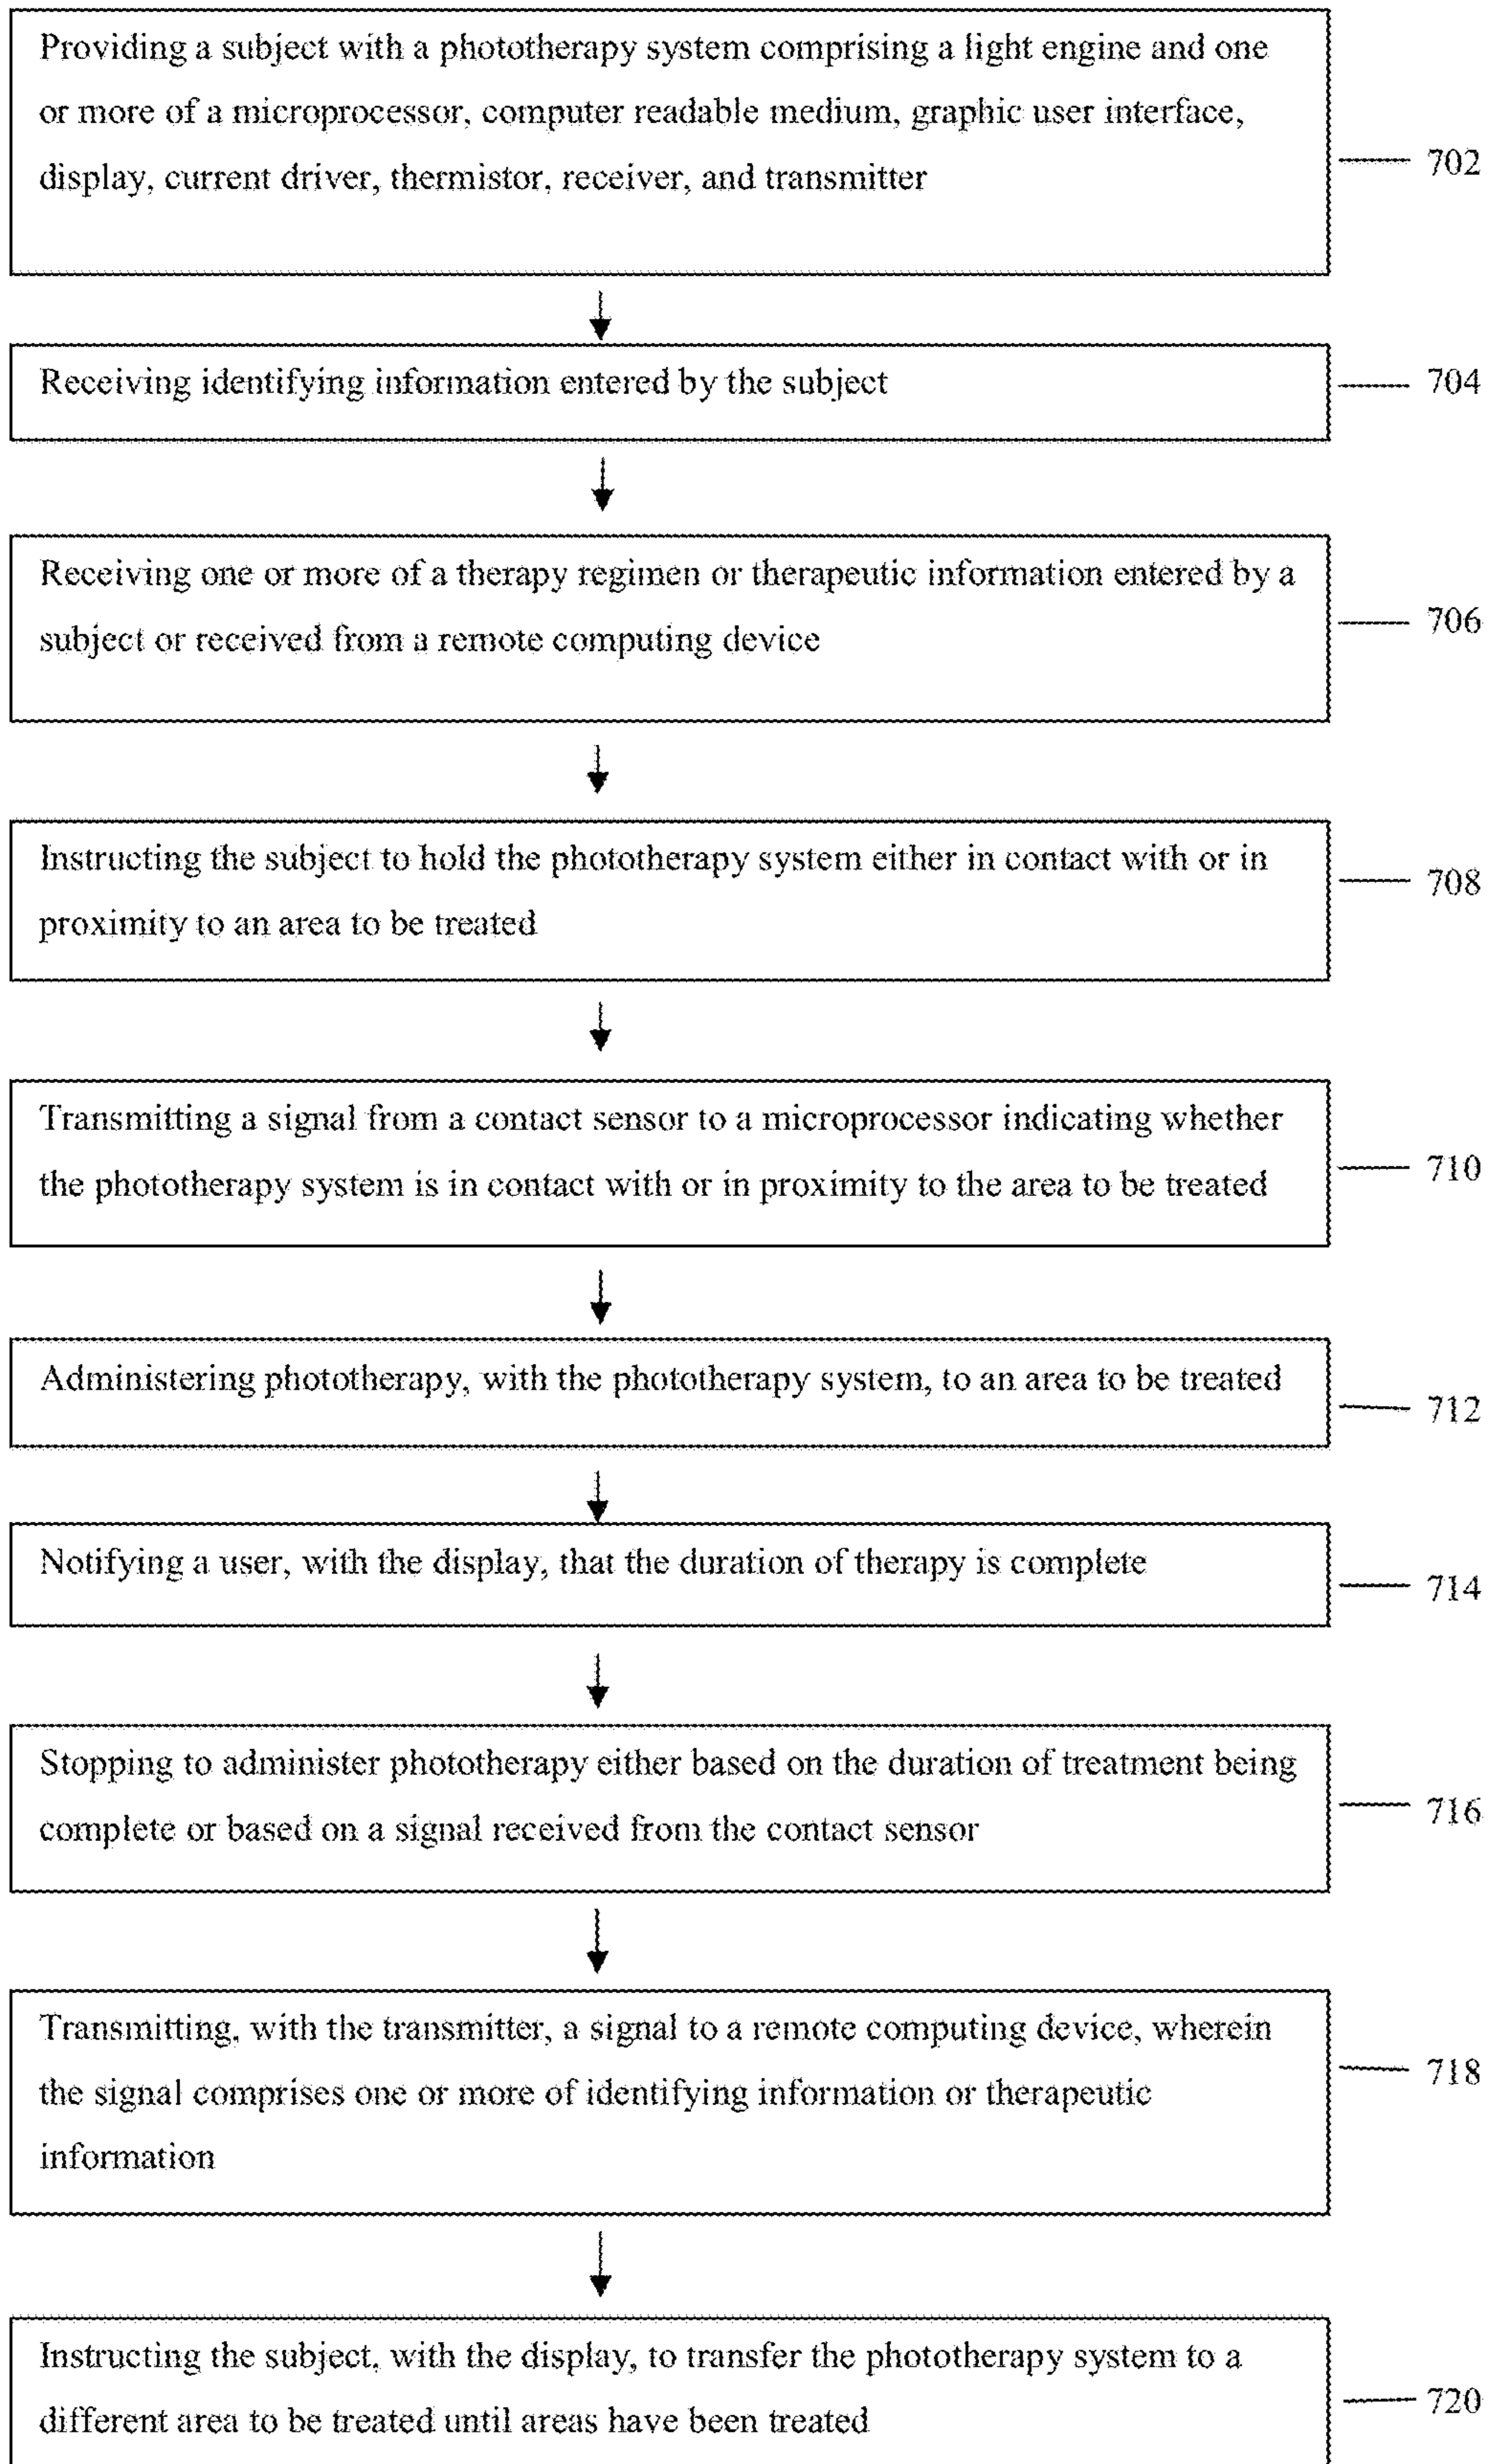 Providing a subject with a phototherapy system comprising a light engine and one
or more of a microprocessor, computer readable medium, graphic user interface,
display, current driver, thermistor, receiver, and transmitter
702
Receiving identifying information entered by the subject
704
Receiving one or more of a therapy regimen or therapeutic information entered by a
subject or received from a remote computing device
706
Instructing the subject to hold the phototherapy system either in contact with or in
proximity to an area to be treated
708
Transmitting a signal from a contact sensor to a microprocessor indicating whether
the phototherapy system is in contact with or in proximity to the area to be treated
710
Administering phototherapy, with the phototherapy system, to an area to be treated
712
Notifying a user, with the display, that the duration of therapy is complete
714
Stopping to administer phototherapy either based on the duration of treatment being
complete or based on a signal received from the contact sensor
716
Transmitting, with the transmitter, a signal to a remote computing device, wherein
the signal comprises one or more of identifying information or therapeutic
information
718
Instructing the subject, with the display, to transfer the phototherapy system to a
different area to be treated until areas have been treated
720